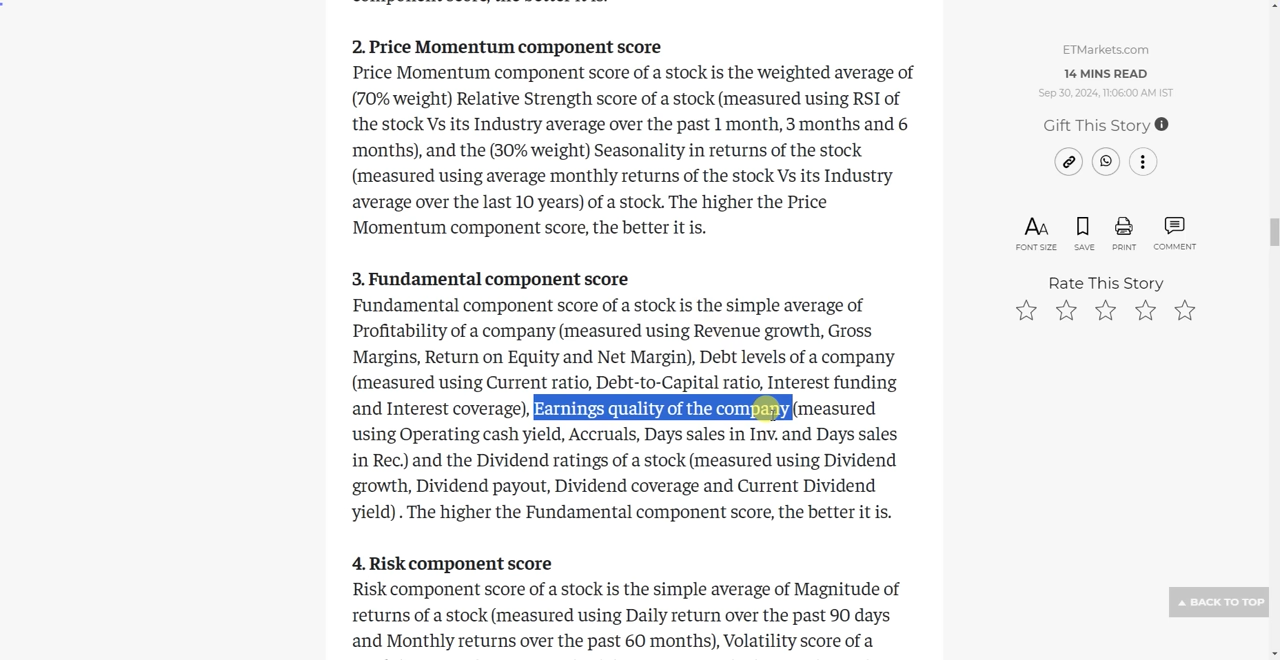 2. Price Momentum component score
Price Momentum component score of a stock is the weighted average of
(70% weight) Relative Strength score of a stock (measured using RSI of
the stock Vs its Industry average over the past 1 month, 3 months and 6
months), and the (30% weight) Seasonality in returns of the stock
(measured using average monthly returns of the stock Vs its Industry
average over the last 10 years) of a stock. The higher the Price
Momentum component score, the better it is.
3. Fundamental component score
Fundamental component score of a stock is the simple average of
Profitability of a company (measured using Revenue growth, Gross
Margins, Return on Equity and Net Margin), Debt levels of a company
(measured using Current ratio, Debt-to-Capital ratio, Interest funding
and Interest coverage), Earnings quality of the company (measured
using Operating cash yield, Accruals, Days sales in Inv. and Days sales
in Rec.) and the Dividend ratings of a stock (measured using Dividend
growth, Dividend payout, Dividend coverage and Current Dividend
yield) . The higher the Fundamental component score, the better it is.
4. Risk component score
Risk component score of a stock is the simple average of Magnitude of
returns of a stock (measured using Daily return over the past 90 days
and Monthly returns over the past 60 months), Volatility score of a
ETMarkets.com
14 MINS READ
Sep 30, 2024, 11:06:00 AM IST
Gift This Story
AA
FONT SIZE
SAVE
PRINT
COMMENT
Rate This Story
BACK TO TOP